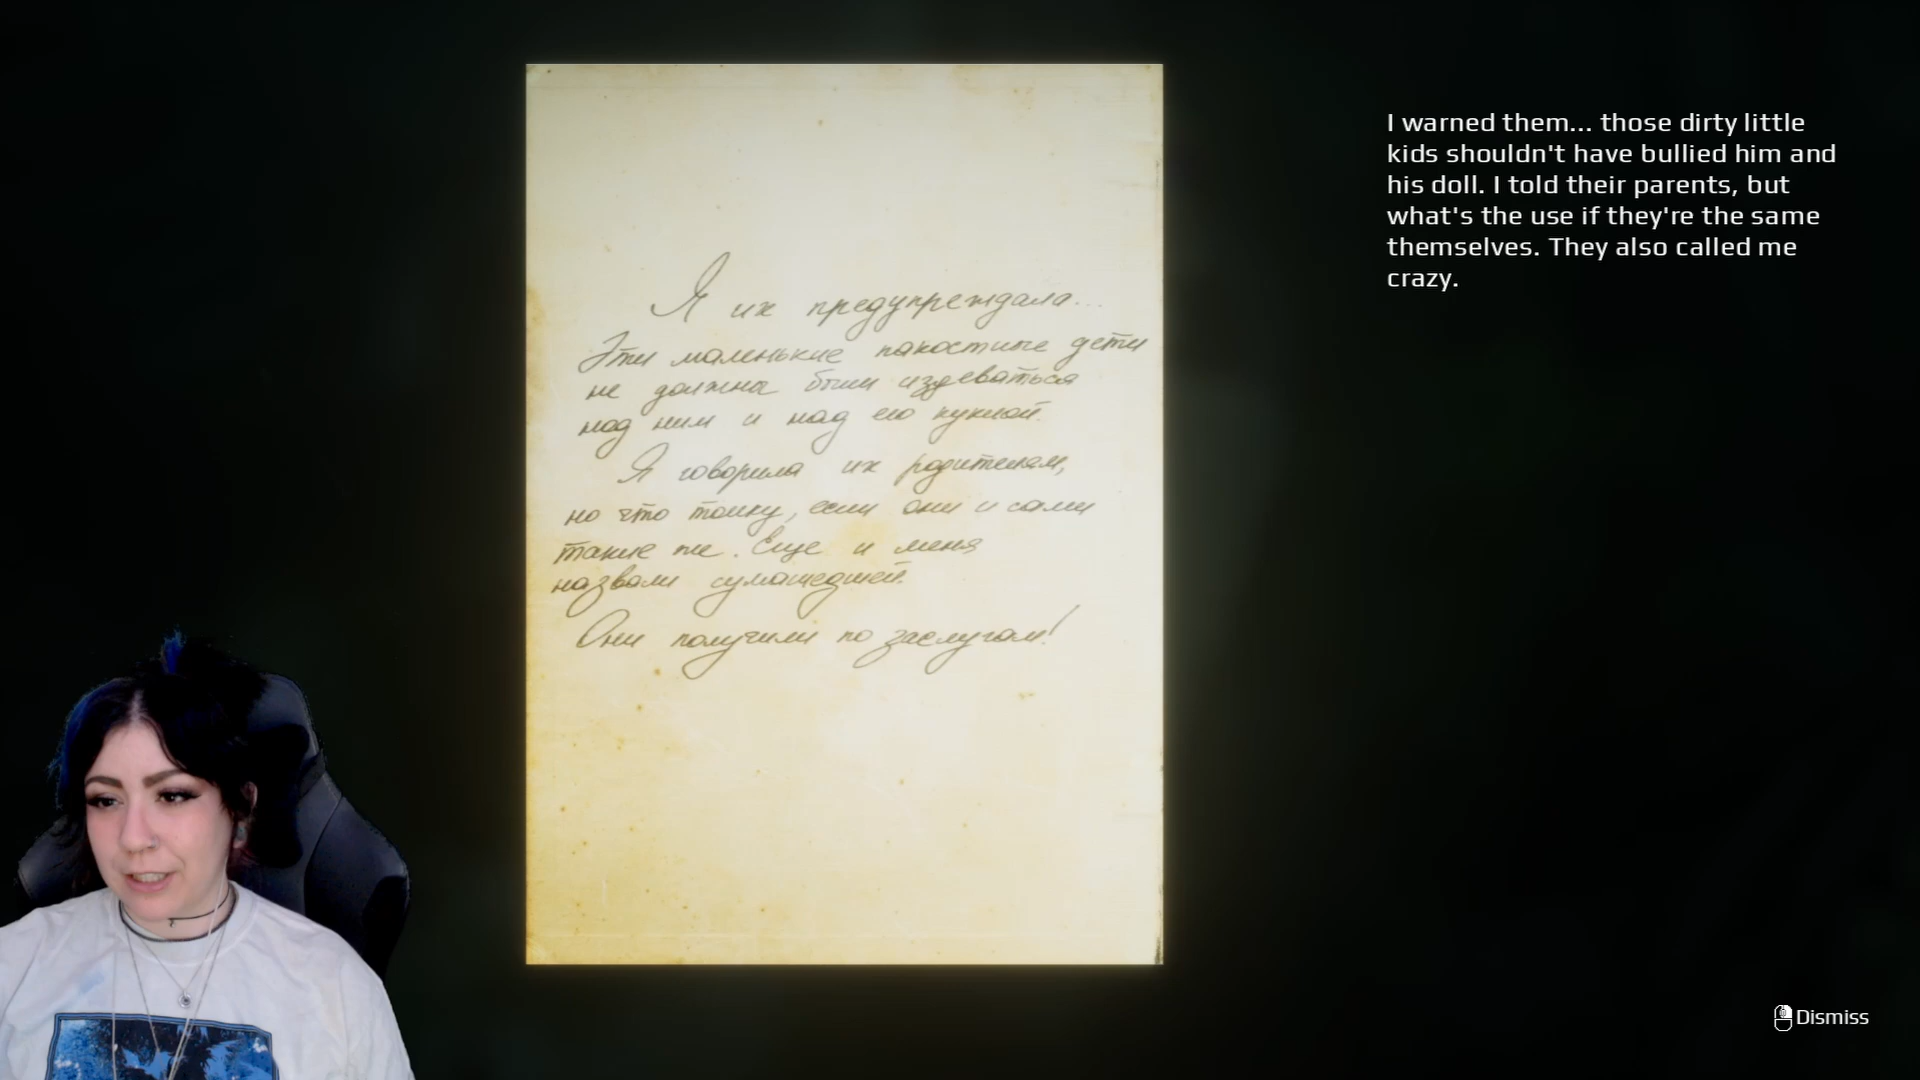 Я их предупреждала...
Эти маленькие пакостные дети
не должны были издеваться
над ним и над его куклой.
Я говорила их родителям,
но что толку, если они и сами
такие же. Еще и меня
назвали сумашедшей.
Они получили по заслугам!
I warned them... those dirty little
kids shouldn't have bullied him and
his doll. I told their parents, but
what's the use if they're the same
themselves. They also called me
crazy.
Dismiss